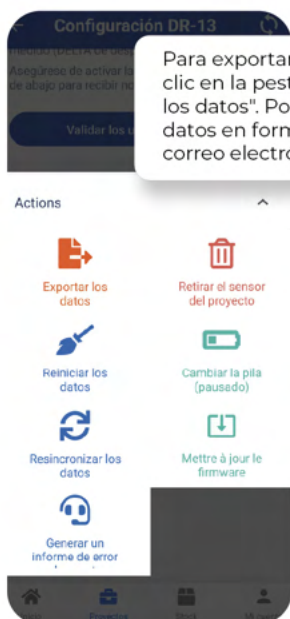 Configuración DR-13
Asegúrese de activar la
de abajo para recibir no
Validar los u
Para exportar
clic en la pest
los datos". Po
datos en form
correo electro
Actions
Exportar los
datos
Retirar el sensor
del proyecto
Reiniciar los
datos
Cambiar la pila
(pausado)
Resincronizar los
datos
Mettre à jour le
firmware
Generar un
informe de error
Proyectos
Stock